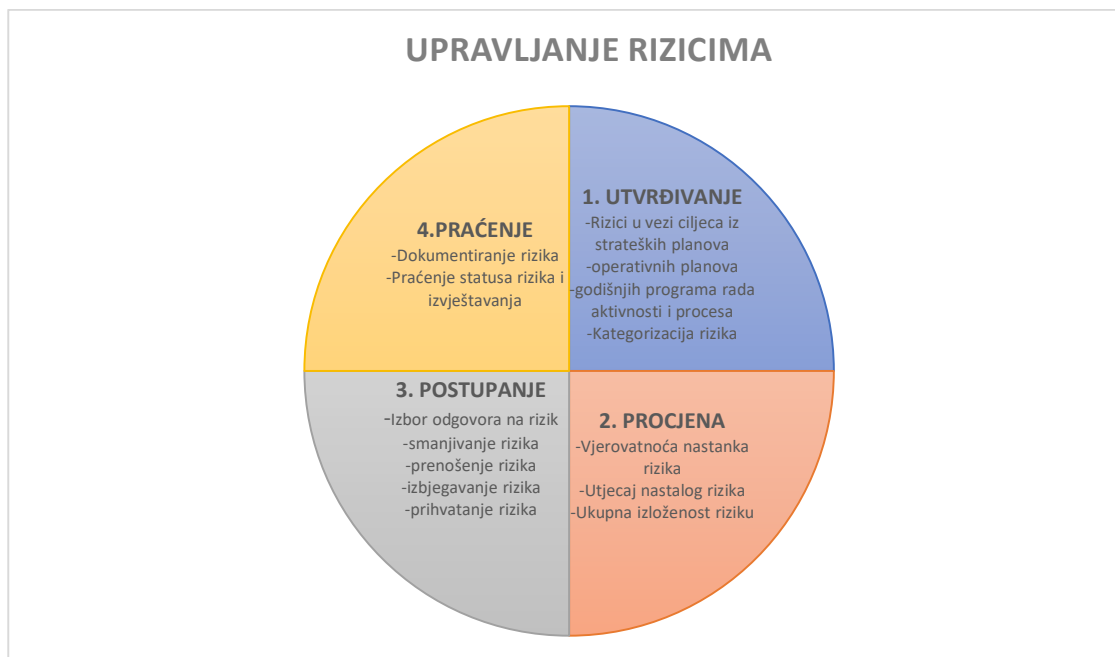 UPRAVLJANJE RIZICIMA
1. UTVRĐIVANJE
-Rizici u vezi ciljeca iz
strateških planova
-operativnih planova
-godišnjih programa rada
aktivnosti i procesa
-Kategorizacija rizika
2. PROCJENA
-Vjerovatnoća nastanka
rizika
-Utjecaj nastalog rizika
-Ukupna izloženost riziku
3. POSTUPANJE
-Izbor odgovora na rizik
-smanjivanje rizika
-prenošenje rizika
-izbjegavanje rizika
-prihvatanje rizika
4.PRAĆENJE
-Dokumentiranje rizika
-Praćenje statusa rizika i
izvještavanja